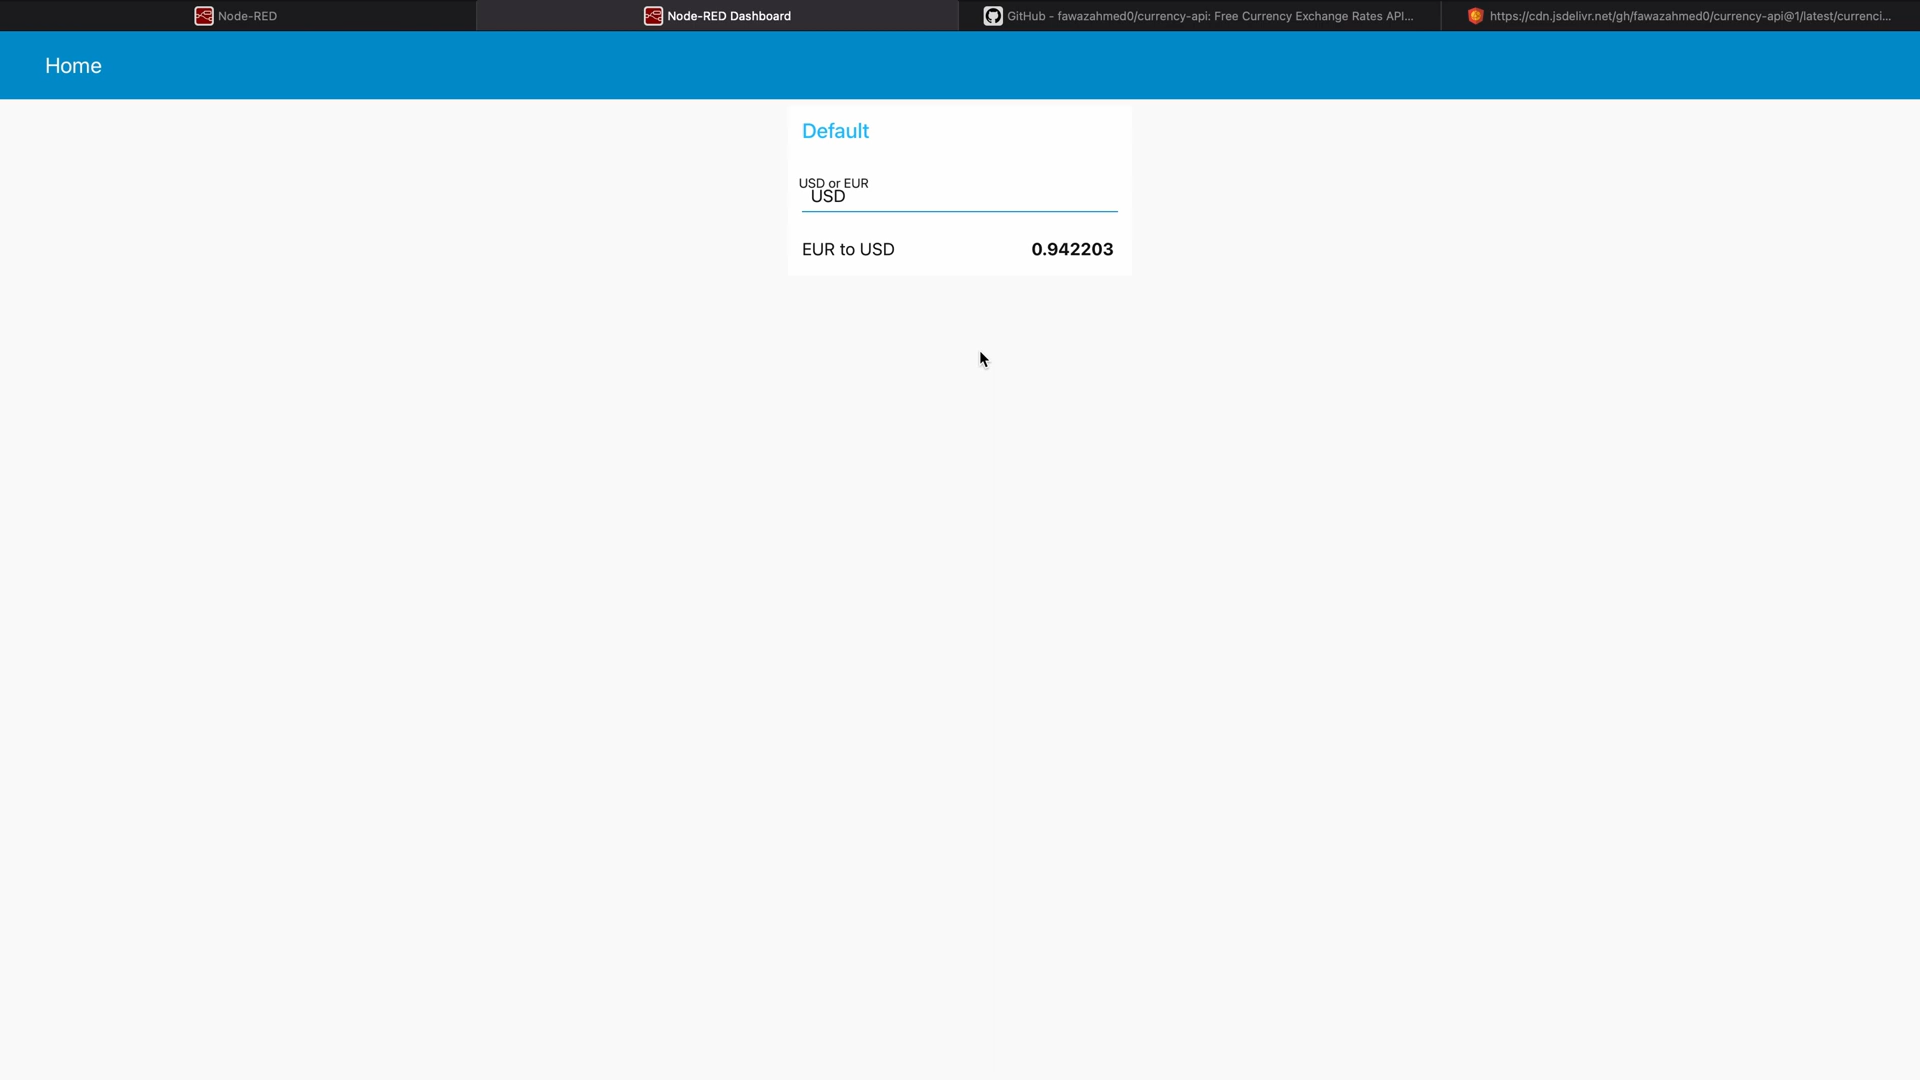 Node-RED
Node-RED Dashboard
GitHub - fawazahmed0/currency-api: Free Currency Exchange Rates API...
https://cdn.jsdelivr.net/gh/fawazahmed0/currency-api@1/latest/currenci...
Home
Default
USD or EUR
USD
EUR to USD 0.942203